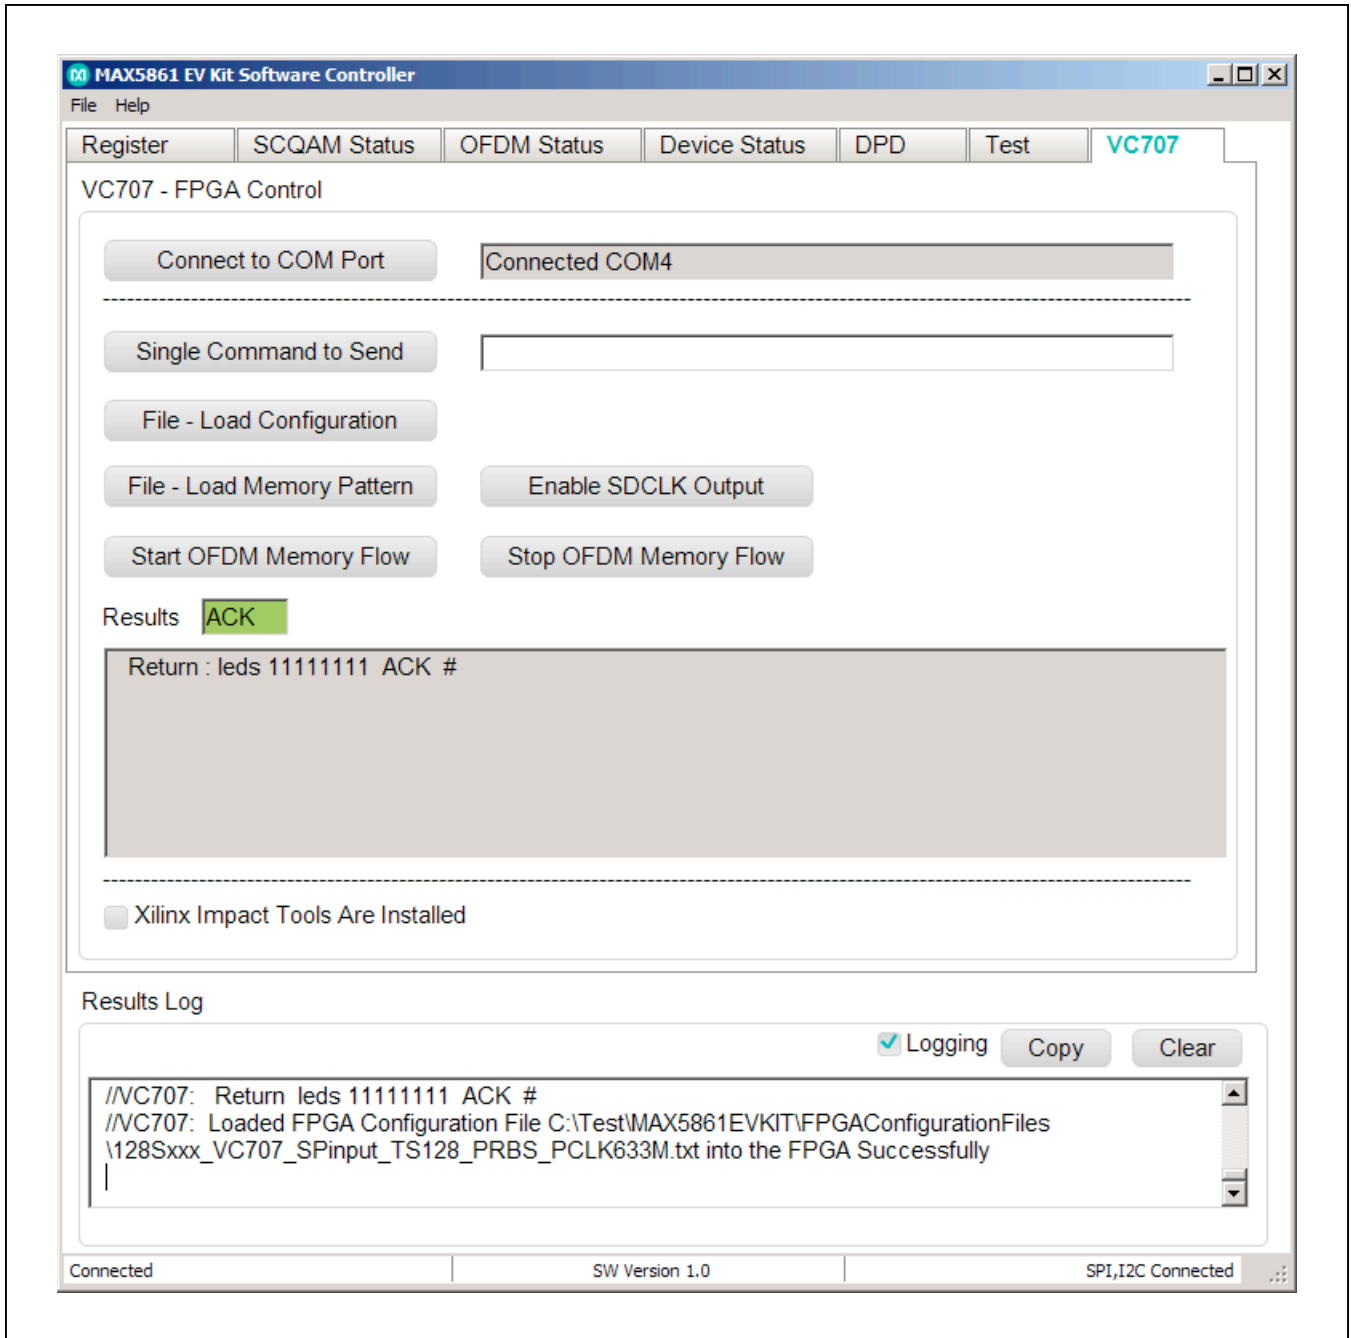 MAX5861 EV Kit Software Controller
File Help
Register SCQAM Status OFDM Status Device Status DPD Test VC707
VC707 - FPGA Control
Connect to COM Port Connected COM4
Single Command to Send
File - Load Configuration
File - Load Memory Pattern Enable SDCLK Output
Start OFDM Memory Flow Stop OFDM Memory Flow
Results ACK
Return : leds 11111111 ACK #
Xilinx Impact Tools Are Installed
Results Log
Logging Copy Clear
//VC707: Return leds 11111111 ACK #
//VC707: Loaded FPGA Configuration File C:\Test\MAX5861EVKIT\FPGAConfigurationFiles
\128Sxxx_VC707_SPinput_TS128_PRBS_PCLK633M.txt into the FPGA Successfully
Connected SW Version 1.0 SPI,I2C Connected